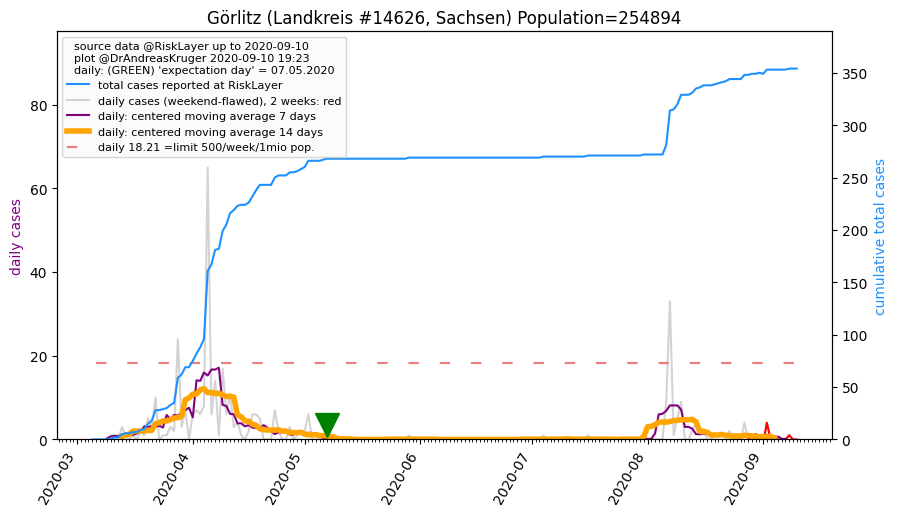 Görlitz (Landkreis #14626, Sachsen) Population=254894
source data @RiskLayer up to 2020-09-10
plot @DrAndreasKruger 2020-09-10 19:23
daily: (GREEN) 'expectation day' = 07.05.2020
total cases reported at RiskLayer
daily cases (weekend-flawed), 2 weeks: red
daily: centered moving average 7 days
daily: centered moving average 14 days
daily 18.21 =limit 500/week/1mio pop.
daily cases
80
60
40
20
0
cumulative total cases
350
300
250
200
150
100
50
0
2020-03
2020-04
2020-05
2020-06
2020-07
2020-08
2020-09